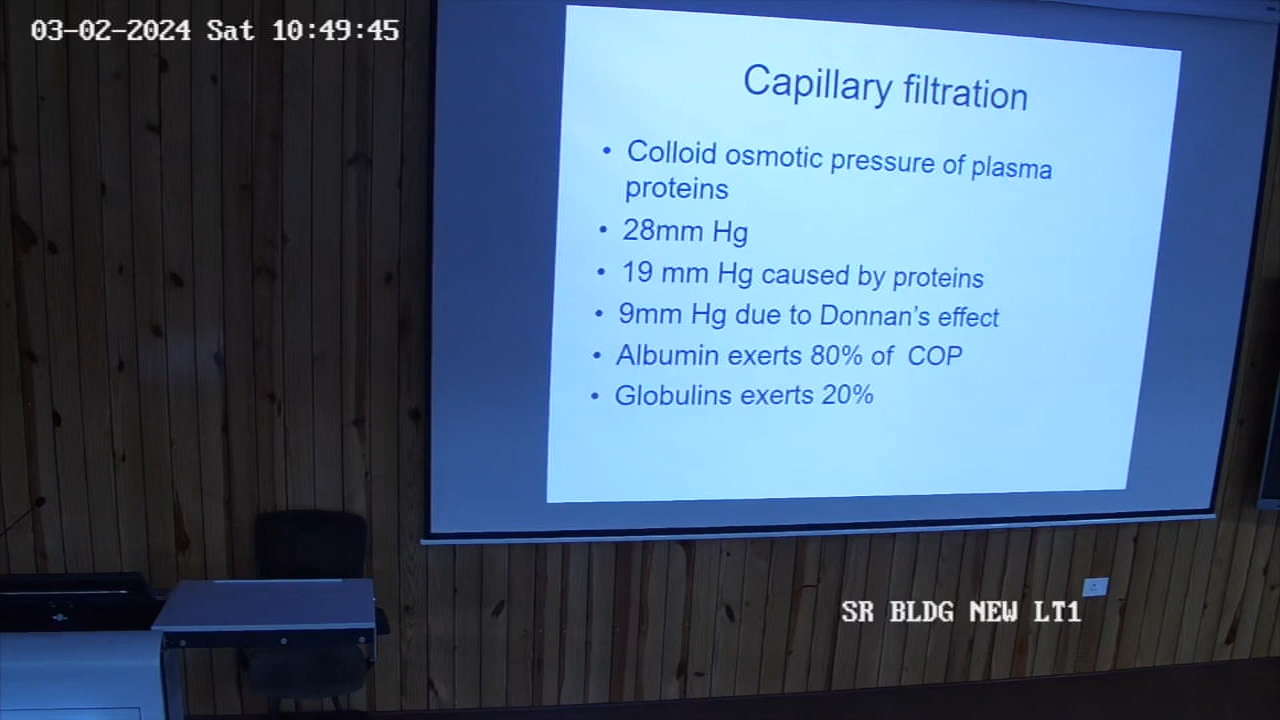 03-02-2024 Sat 10:49:45
Capillary filtration
• Colloid osmotic pressure of plasma
proteins
• 28mm Hg
• 19 mm Hg caused by proteins
• 9mm Hg due to Donnan's effect
• Albumin exerts 80% of COP
• Globulins exerts 20%
SR BLDG NEW LT1